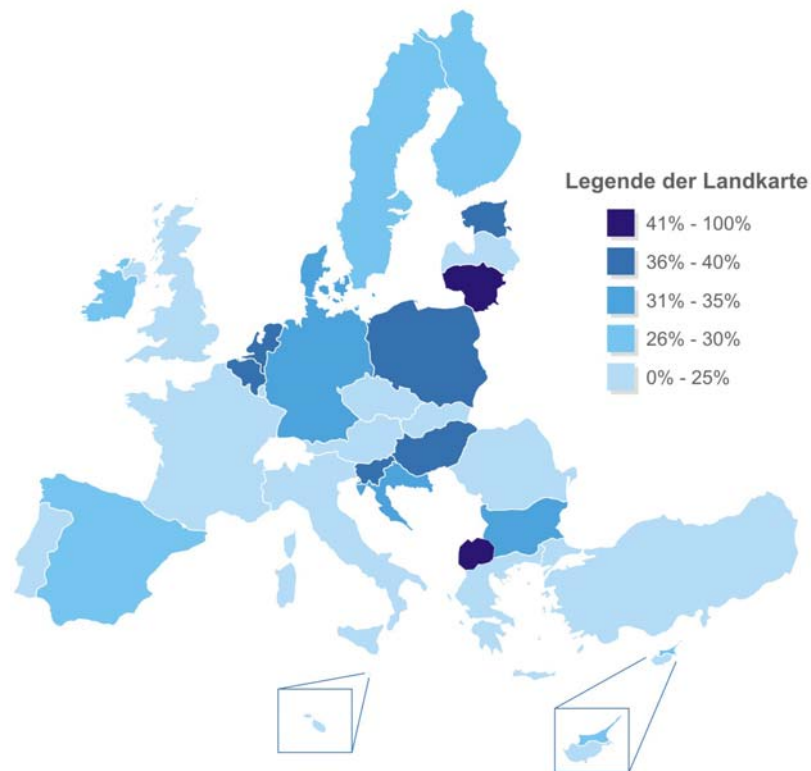 Legende der Landkarte
41% - 100%
36% - 40%
31% - 35%
26% - 30%
0% - 25%